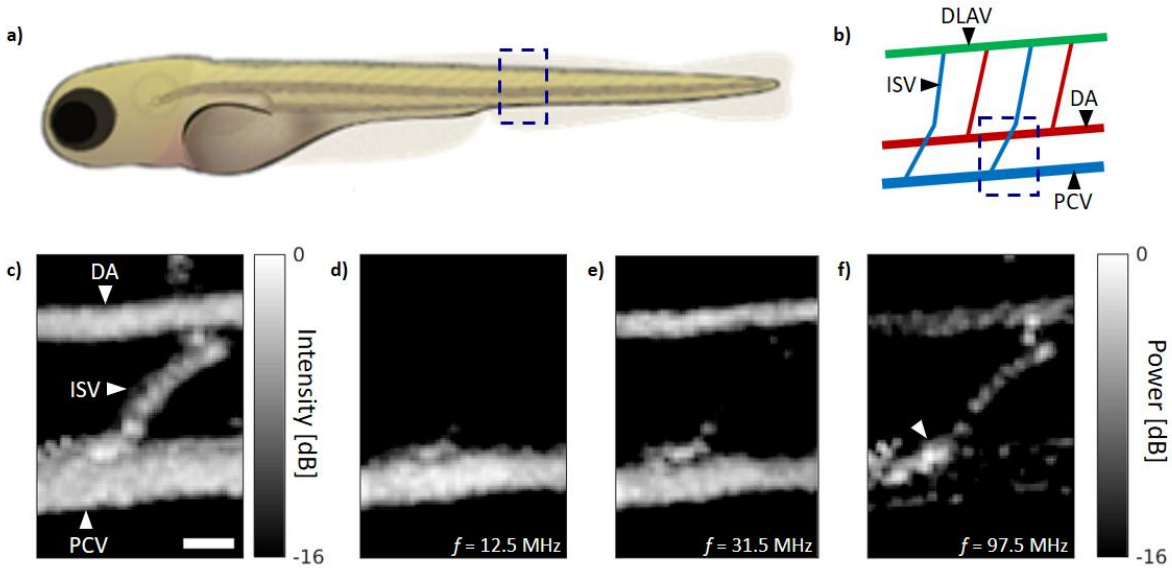 a)
b)
DLAV
ISV
DA
PCV
c)
DA
ISV
PCV
0
Intensity [dB]
-16
d)
f = 12.5 MHz
e)
f = 31.5 MHz
f)
f = 97.5 MHz
0
Power [dB]
-16